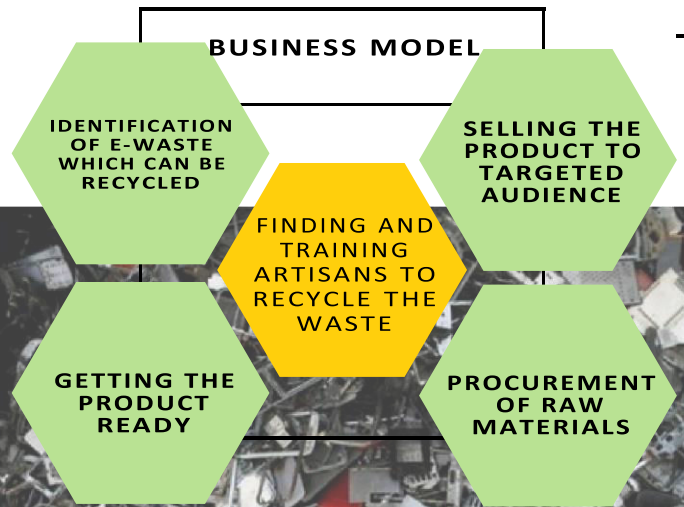 BUSINESS MODEL
IDENTIFICATION
OF E-WASTE
WHICH CAN BE
RECYCLED
SELLING THE
PRODUCT TO
TARGETED
AUDIENCE
FINDING AND
TRAINING
ARTISANS TO
RECYCLE THE
WASTE
GETTING THE
PRODUCT
READY
PROCUREMENT
OF RAW
MATERIALS